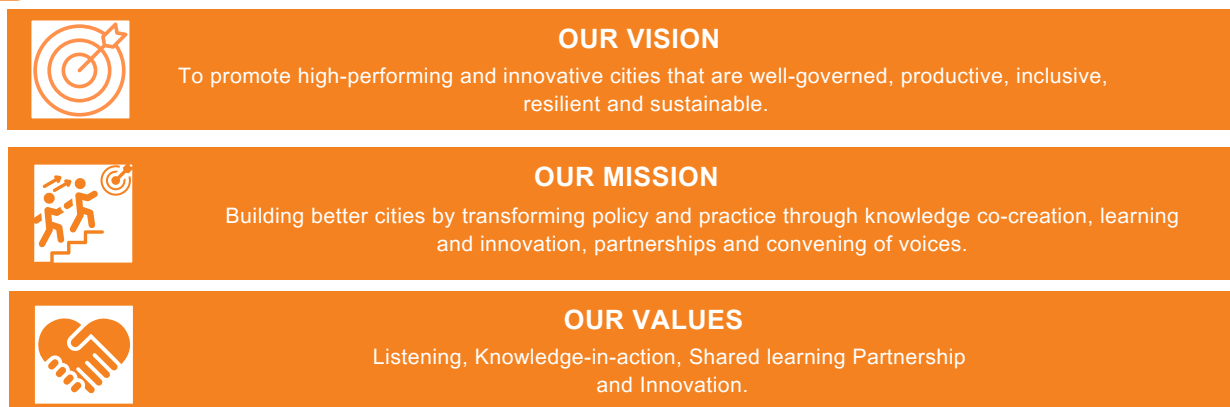 OUR VISION
To promote high-performing and innovative cities that are well-governed, productive, inclusive,
resilient and sustainable.
OUR MISSION
Building better cities by transforming policy and practice through knowledge co-creation, learning
and innovation, partnerships and convening of voices.
OUR VALUES
Listening, Knowledge-in-action, Shared learning Partnership
and Innovation.